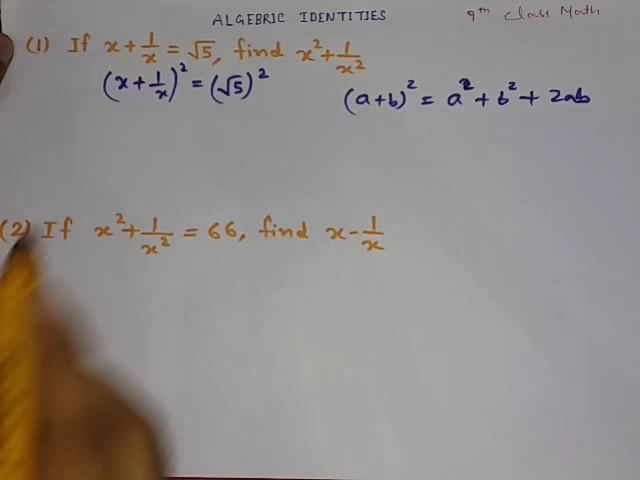 ALGEBRIC IDENTITIES 9th Class Math
(1) If x + 1/x = √5, find x² + 1/x²
(x + 1/x)² = (√5)² (a+b)² = a² + b² + 2ab
(2) If x² + 1/x² = 66, find x - 1/x